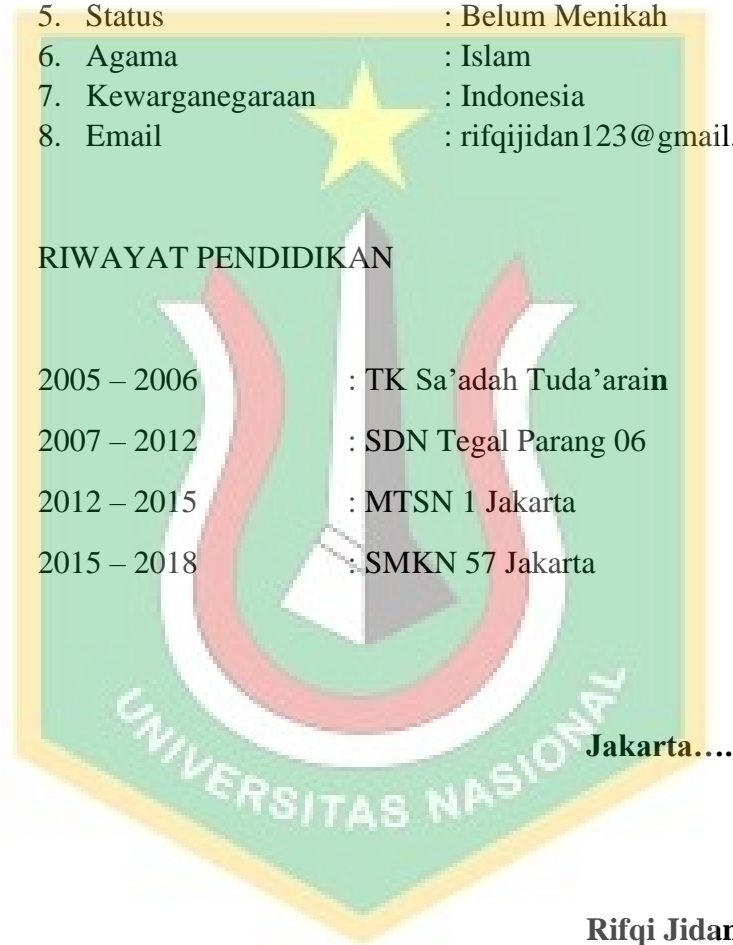 5. Status : Belum Menikah
6. Agama : Islam
7. Kewarganegaraan : Indonesia
8. Email : rifqijidan123@gmail.
RIWAYAT PENDIDIKAN
2005 – 2006 : TK Sa’adah Tuda’arain
2007 – 2012 : SDN Tegal Parang 06
2012 – 2015 : MTSN 1 Jakarta
2015 – 2018 : SMKN 57 Jakarta
UNIVERSITAS NASIONAL
Jakarta….
Rifqi Jidan